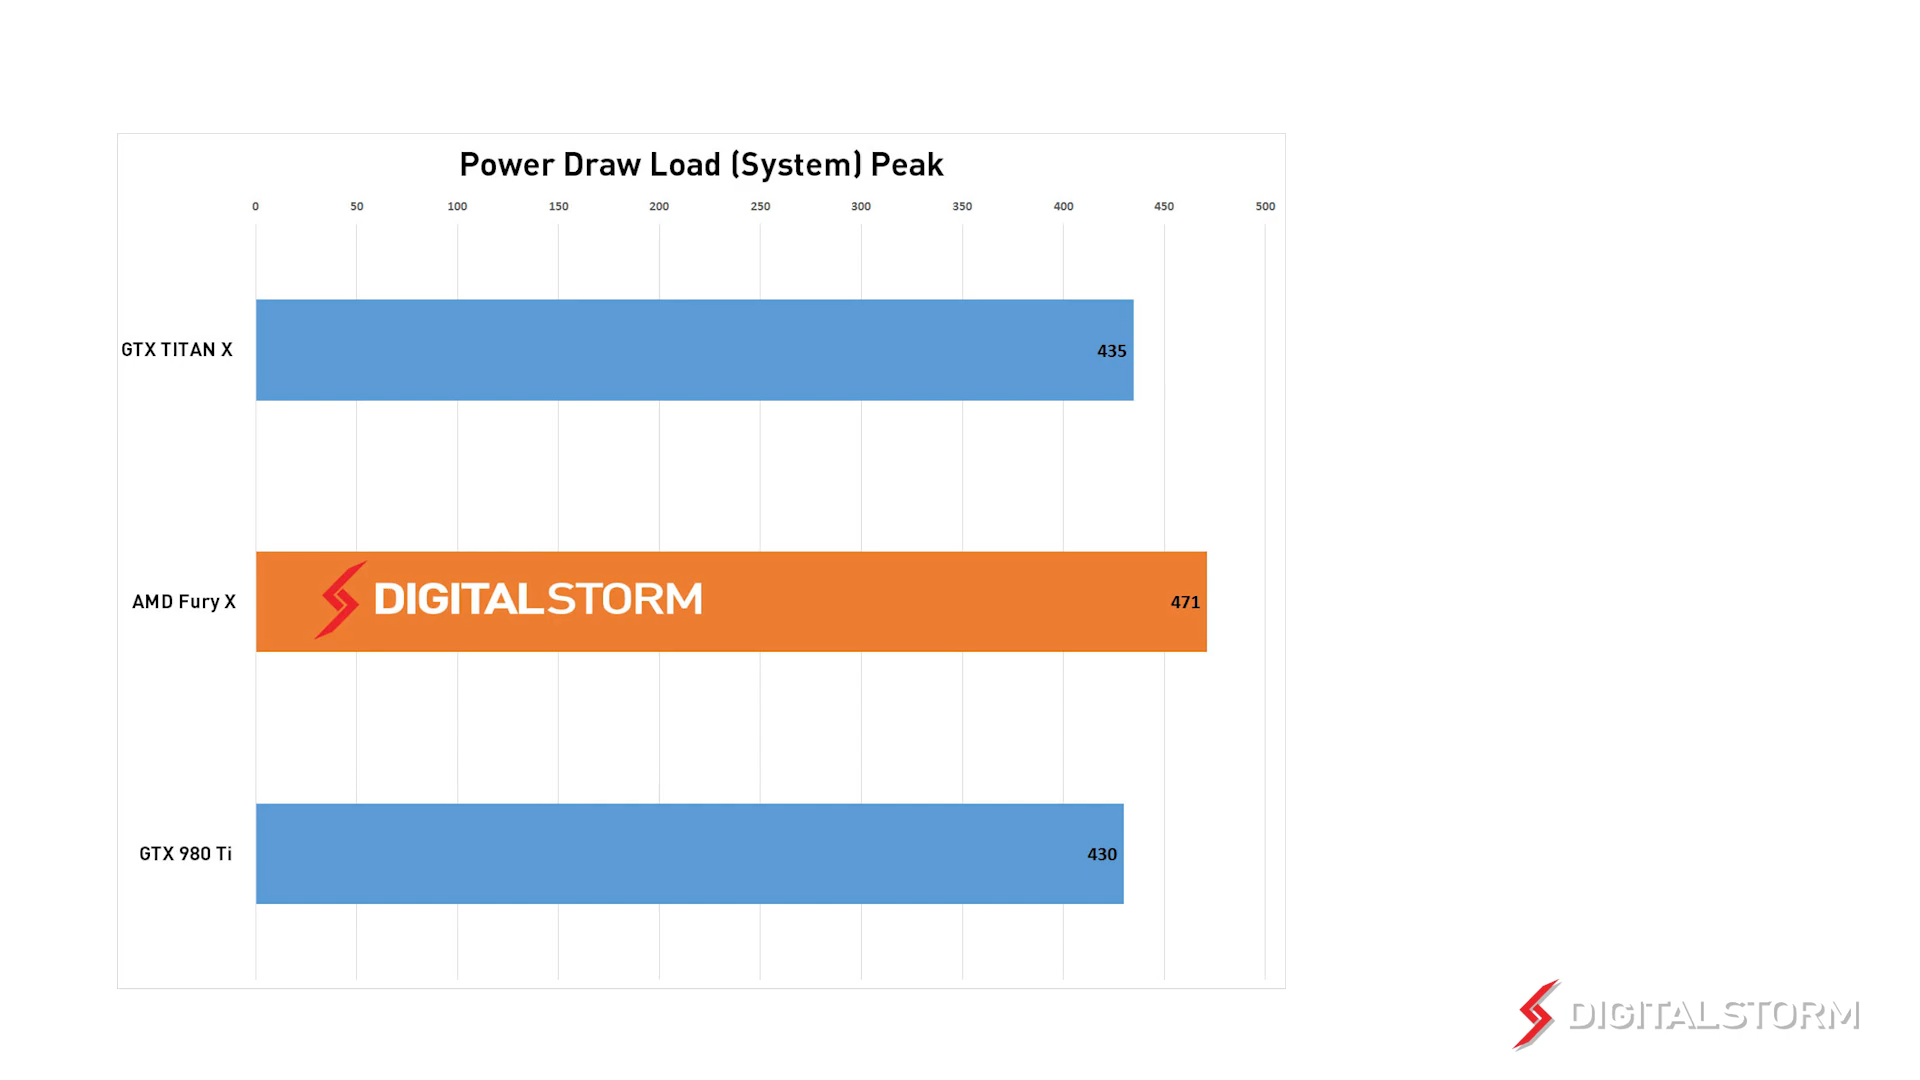 Power Draw Load (System) Peak
0 50 100 150 200 250 300 350 400 450 500
GTX TITAN X 435
AMD Fury X DIGITALSTORM 471
GTX 980 Ti 430
DIGITALSTORM